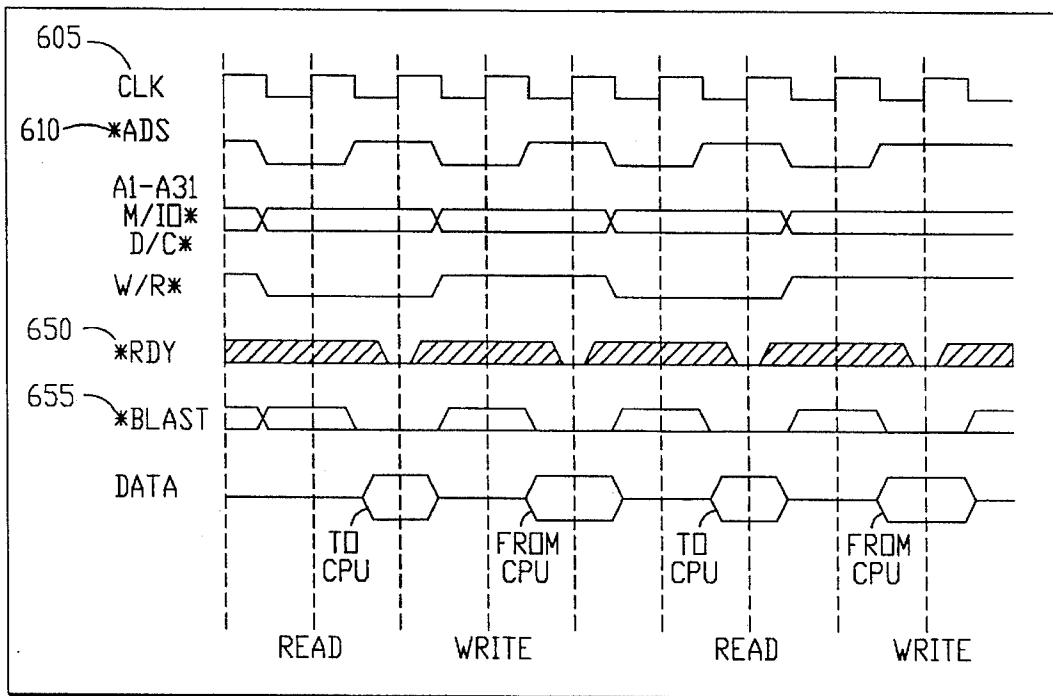 605
CLK
610 *ADS
A1-A31
M/IO*
D/C*
W/R*
650
*RDY
655
*BLAST
DATA
TO CPU
FROM CPU
TO CPU
FROM CPU
READ WRITE READ WRITE